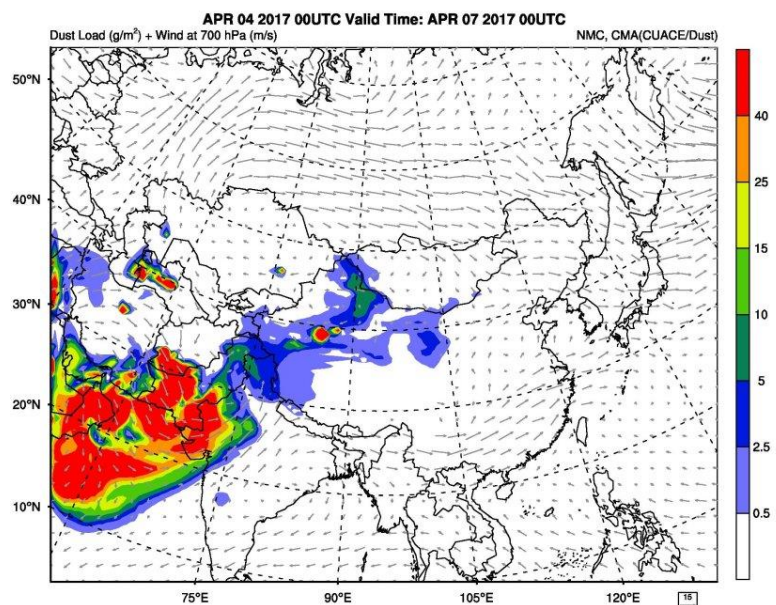 APR 04 2017 00UTC Valid Time: APR 07 2017 00UTC
Dust Load (g/m²) + Wind at 700 hPa (m/s) NMC, CMA(CUACE/Dust)
50°N
40
40°N
25
15
30°N
10
20°N
5
2.5
10°N
0.5
75°E 90°E 105°E 120°E 15